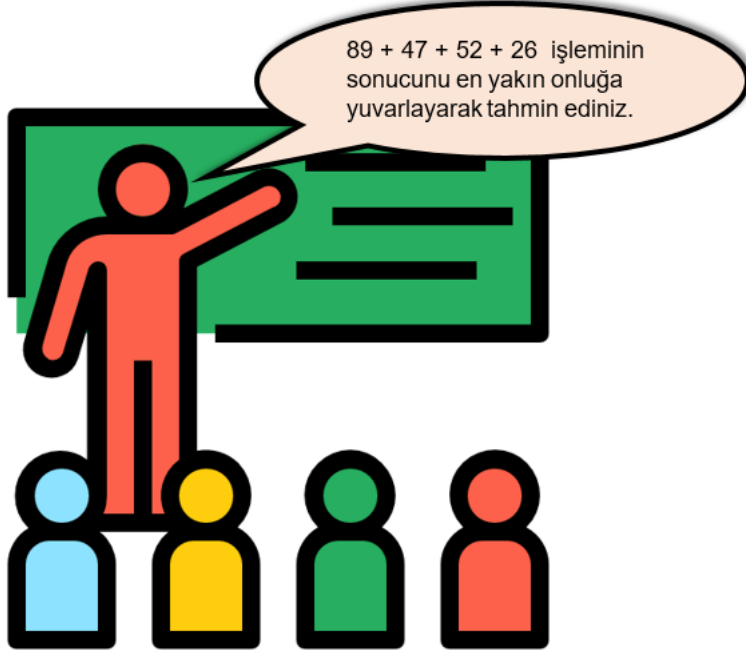 89 + 47 + 52 + 26 işleminin
sonucunu en yakın onluğa
yuvarlayarak tahmin ediniz.